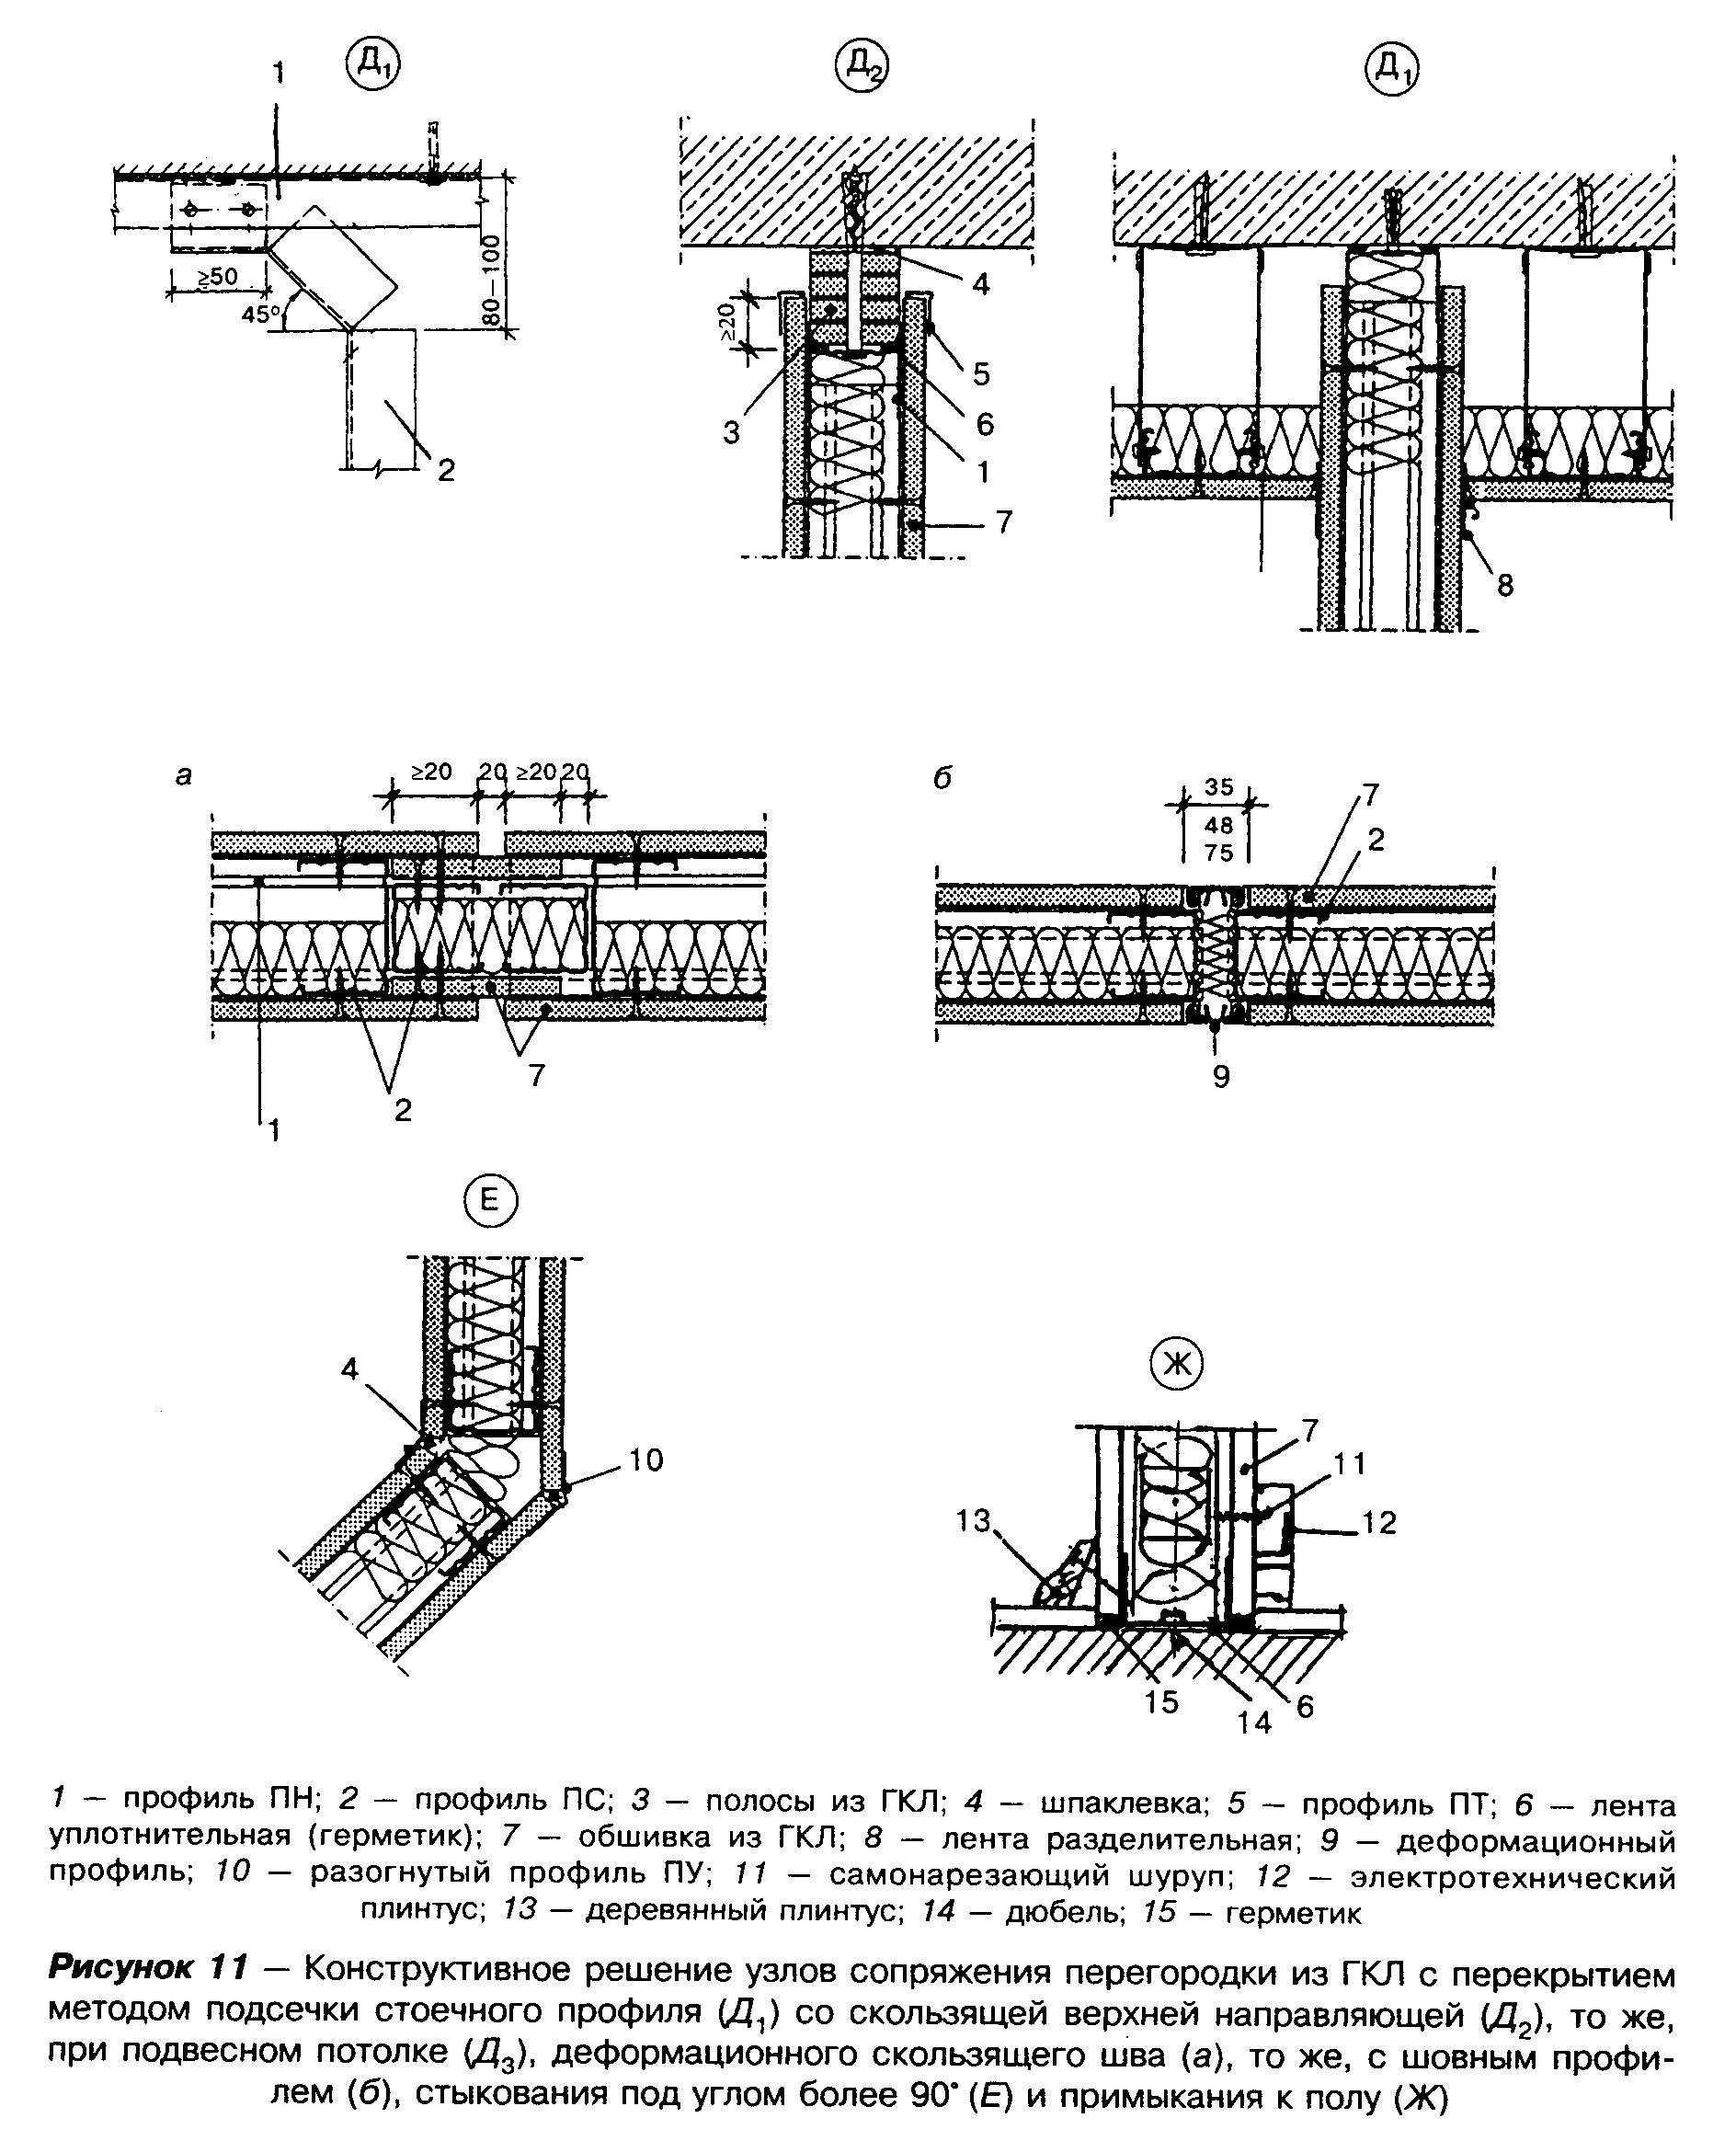 Д₁
Д₂
Д₁
1
≥50
45°
80–100
2
≥20
3
4
5
6
1
7
8
а
≥20 20 ≥20 20
1
2
7
б
35
48
75
7
2
9
Е
4
10
Ж
7
11
12
13
15
14
6
1 — профиль ПН; 2 — профиль ПС; 3 — полосы из ГКЛ; 4 — шпаклевка; 5 — профиль ПТ; 6 — лента
уплотнительная (герметик); 7 — обшивка из ГКЛ; 8 — лента разделительная; 9 — деформационный
профиль; 10 — разогнутый профиль ПУ; 11 — самонарезающий шуруп; 12 — электротехнический
плинтус; 13 — деревянный плинтус; 14 — дюбель; 15 — герметик
Рисунок 11 — Конструктивное решение узлов сопряжения перегородки из ГКЛ с перекрытием
методом подсечки стоечного профиля (Д₁) со скользящей верхней направляющей (Д₂), то же,
при подвесном потолке (Д₃), деформационного скользящего шва (а), то же, с шовным профи-
лем (б), стыкования под углом более 90° (Е) и примыкания к полу (Ж)